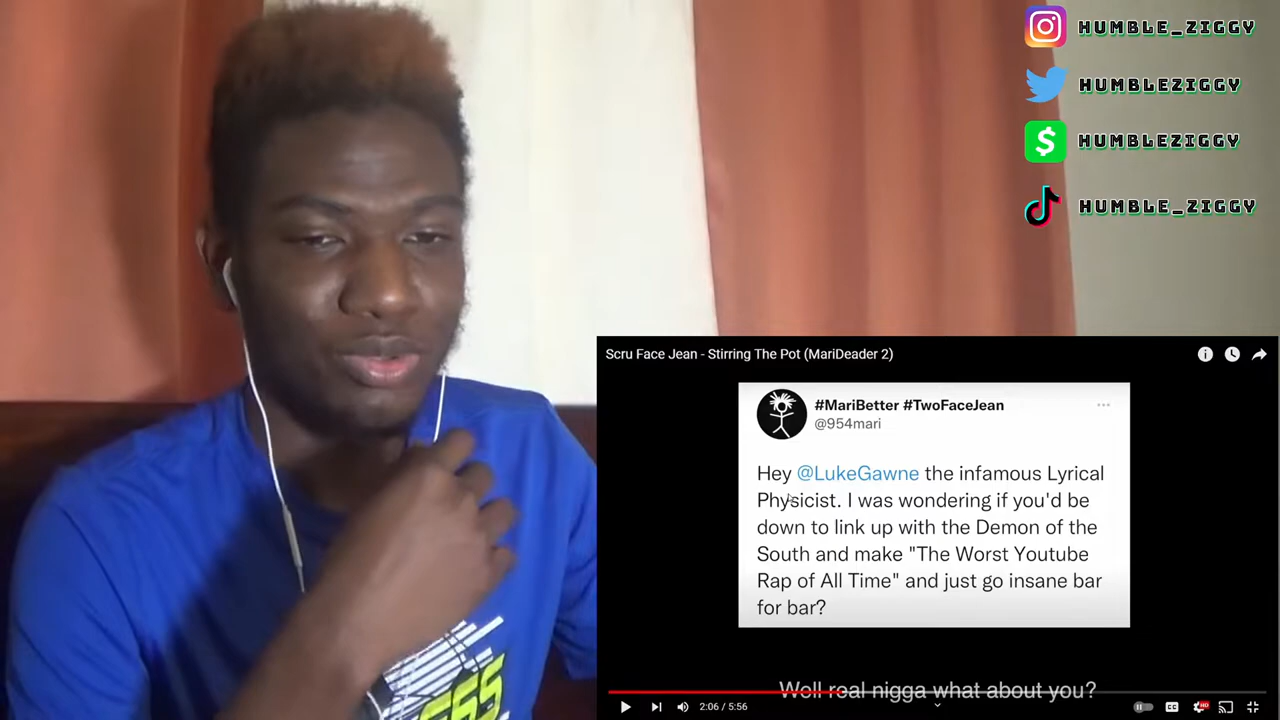 HUMBLE_ZIGGY
HUMBLEZIGGY
HUMBLEZIGGY
HUMBLE_ZIGGY
Scru Face Jean - Stirring The Pot (MariDeader 2)
#MariBetter #TwoFaceJean
@954mari
Hey @LukeGawne the infamous Lyrical
Physicist. I was wondering if you'd be
down to link up with the Demon of the
South and make "The Worst Youtube
Rap of All Time" and just go insane bar
for bar?
Well real nigga what about you?
2:06 / 5:56
CC
HD